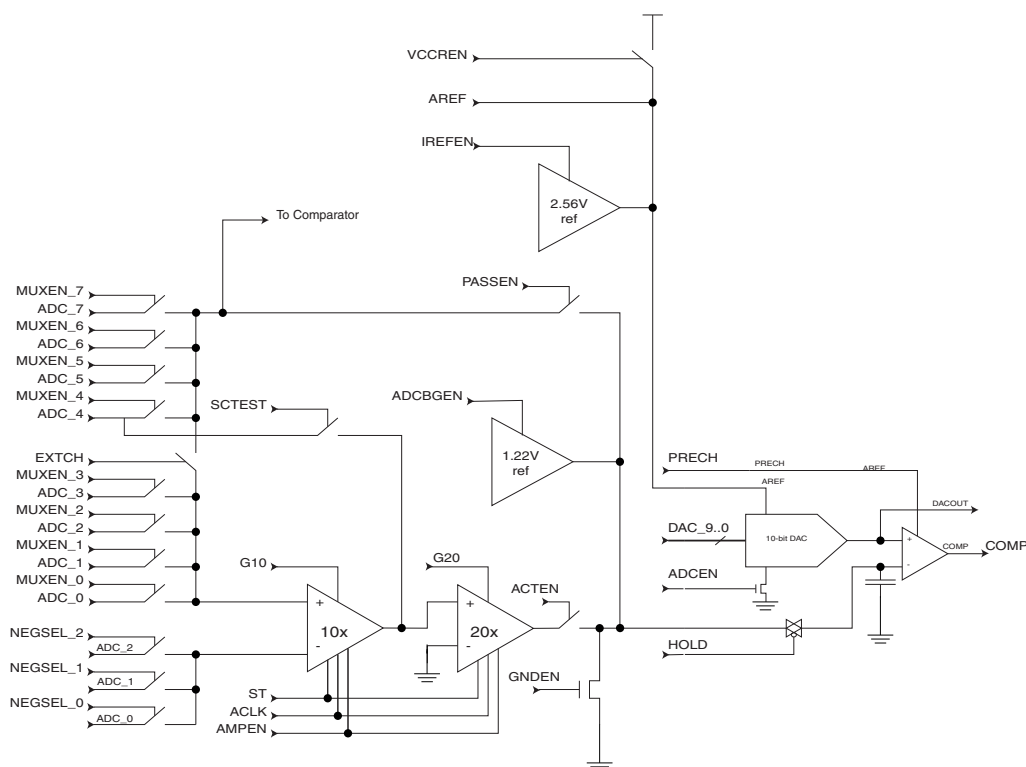 VCCREN
AREF
IREFEN
2.56V
ref
To Comparator
PASSEN
MUXEN_7
ADC_7
MUXEN_6
ADC_6
MUXEN_5
ADC_5
MUXEN_4
ADC_4
SCTEST
ADCBGEN
EXTCH
1.22V
ref
PRECH
PRECH
AREF
AREF
MUXEN_3
ADC_3
MUXEN_2
ADC_2
MUXEN_1
ADC_1
MUXEN_0
ADC_0
DACOUT
DAC_9..0
10-bit DAC
+
-
COMP
COMP
G10
G20
ADCEN
ACTEN
+
10x
-
+
20x
-
NEGSEL_2
ADC_2
NEGSEL_1
ADC_1
NEGSEL_0
ADC_0
HOLD
GNDEN
ST
ACLK
AMPEN